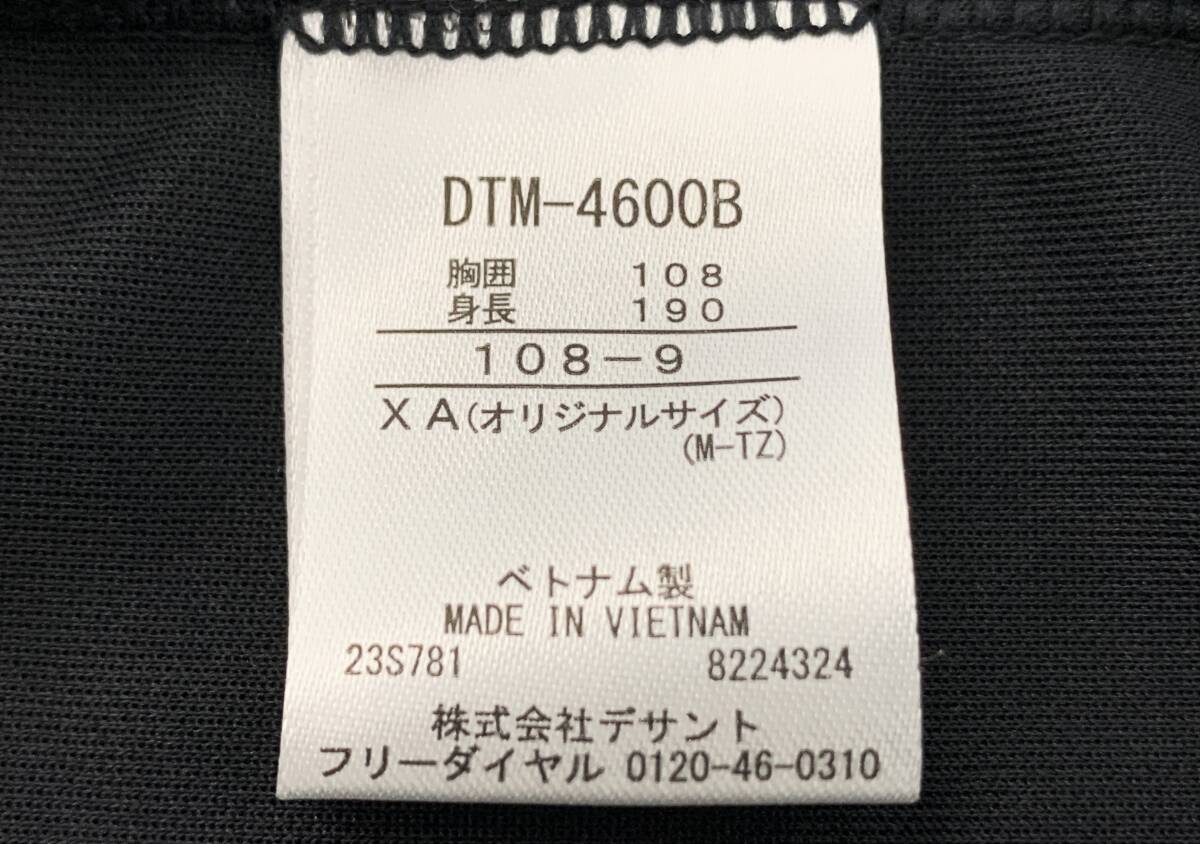 DTM-4600B
胸囲 108
身長 190
108-9
XA(オリジナルサイズ)
(M-TZ)
ベトナム製
MADE IN VIETNAM
23S781 8224324
株式会社デサント
フリーダイヤル 0120-46-0310